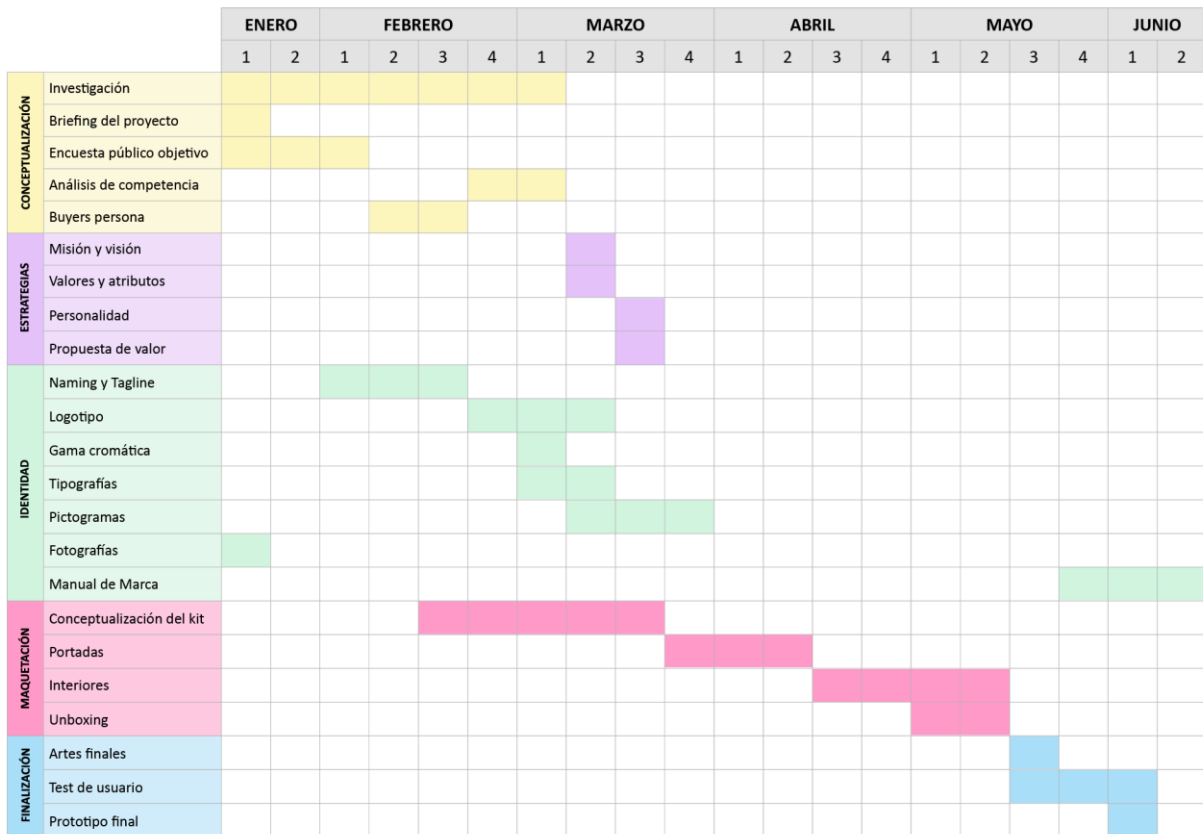 ENERO FEBRERO MARZO ABRIL MAYO JUNIO
1 2 1 2 3 4 1 2 3 4 1 2 3 4 1 2 3 4 1 2
CONCEPTUALIZACIÓN
Investigación
Briefing del proyecto
Encuesta público objetivo
Análisis de competencia
Buyers persona
ESTRATEGIAS
Misión y visión
Valores y atributos
Personalidad
Propuesta de valor
IDENTIDAD
Naming y Tagline
Logotipo
Gama cromática
Tipografías
Pictogramas
Fotografías
Manual de Marca
MAQUETACIÓN
Conceptualización del kit
Portadas
Interiores
Unboxing
FINALIZACIÓN
Artes finales
Test de usuario
Prototipo final